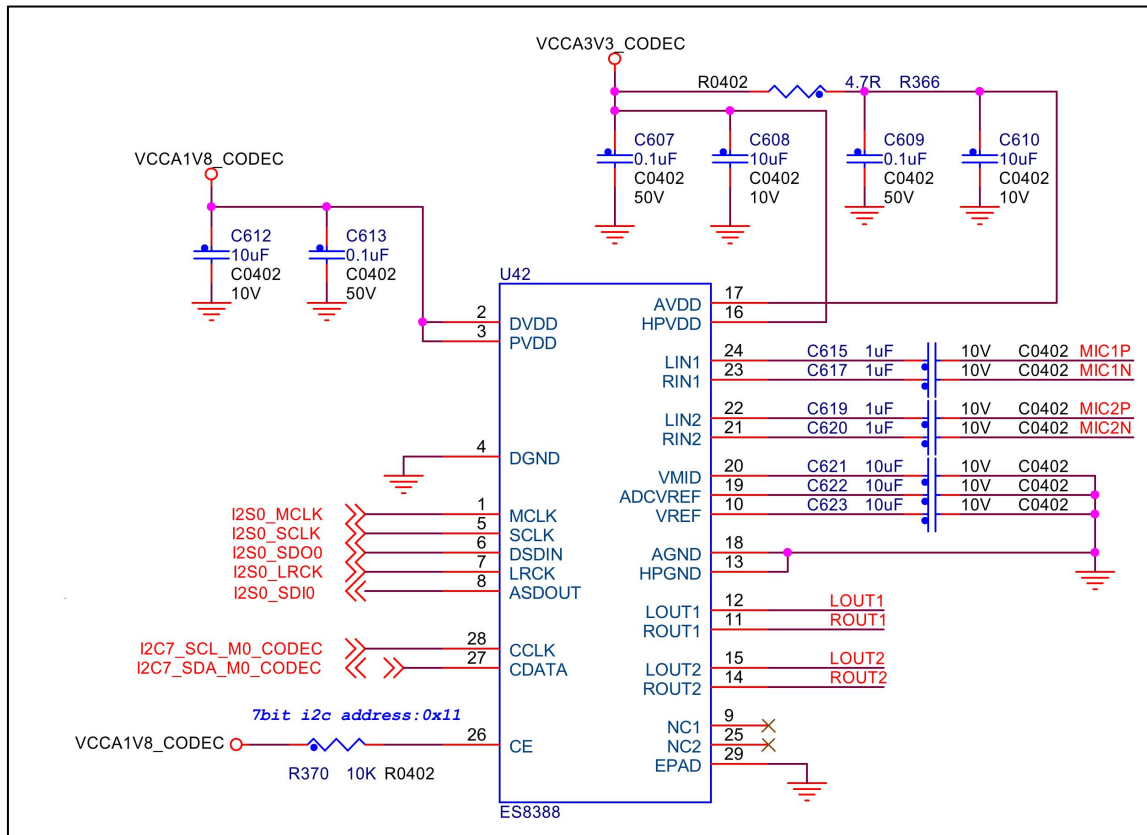 VCCA3V3_CODEC
R0402 4.7R R366
C607
0.1uF
C0402
50V
C608
10uF
C0402
10V
C609
0.1uF
C0402
50V
C610
10uF
C0402
10V
VCCA1V8_CODEC
C612
10uF
C0402
10V
C613
0.1uF
C0402
50V
U42
2 DVDD
3 PVDD
4 DGND
I2S0_MCLK 1 MCLK
I2S0_SCLK 5 SCLK
I2S0_SDO0 6 DSDIN
I2S0_LRCK 7 LRCK
I2S0_SDI0 8 ASDOUT
I2C7_SCL_M0_CODEC 28 CCLK
I2C7_SDA_M0_CODEC 27 CDATA
7bit i2c address:0x11
VCCA1V8_CODEC 26 CE
R370 10K R0402
AVDD 17
HPVDD 16
LIN1 24 C615 1uF 10V C0402 MIC1P
RIN1 23 C617 1uF 10V C0402 MIC1N
LIN2 22 C619 1uF 10V C0402 MIC2P
RIN2 21 C620 1uF 10V C0402 MIC2N
VMID 20 C621 10uF 10V C0402
ADCVREF 19 C622 10uF 10V C0402
VREF 10 C623 10uF 10V C0402
AGND 18
HPGND 13
LOUT1 12 LOUT1
ROUT1 11 ROUT1
LOUT2 15 LOUT2
ROUT2 14 ROUT2
NC1 9
NC2 25
EPAD 29
ES8388